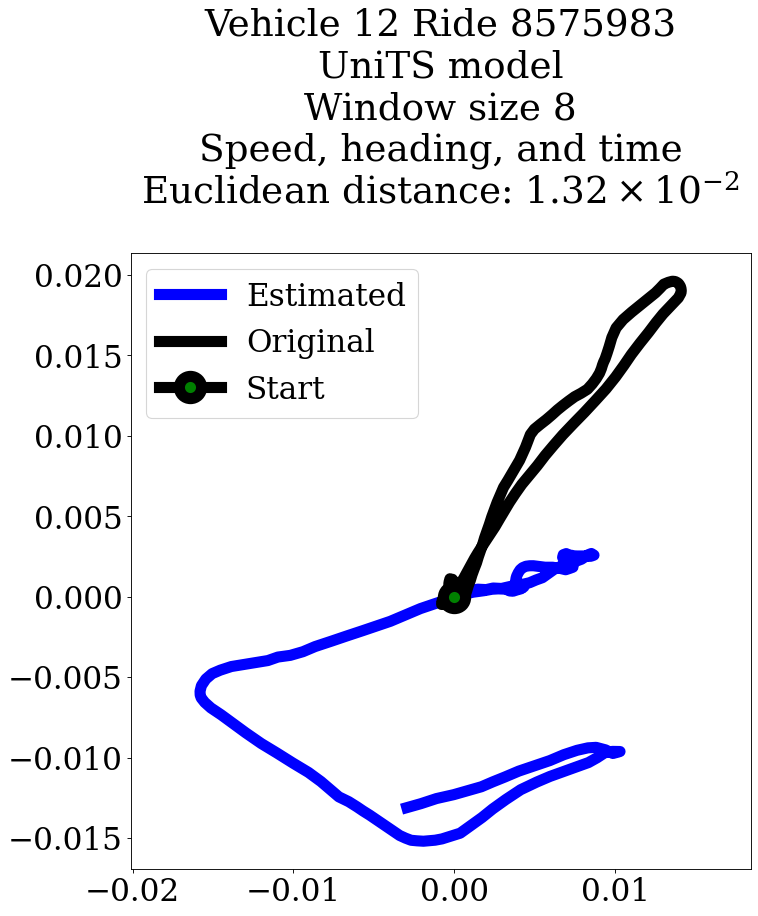 Vehicle 12 Ride 8575983
UniTS model
Window size 8
Speed, heading, and time
Euclidean distance: 1.32 × 10⁻²
Estimated
Original
Start
0.020
0.015
0.010
0.005
0.000
−0.005
−0.010
−0.015
−0.02 −0.01 0.00 0.01